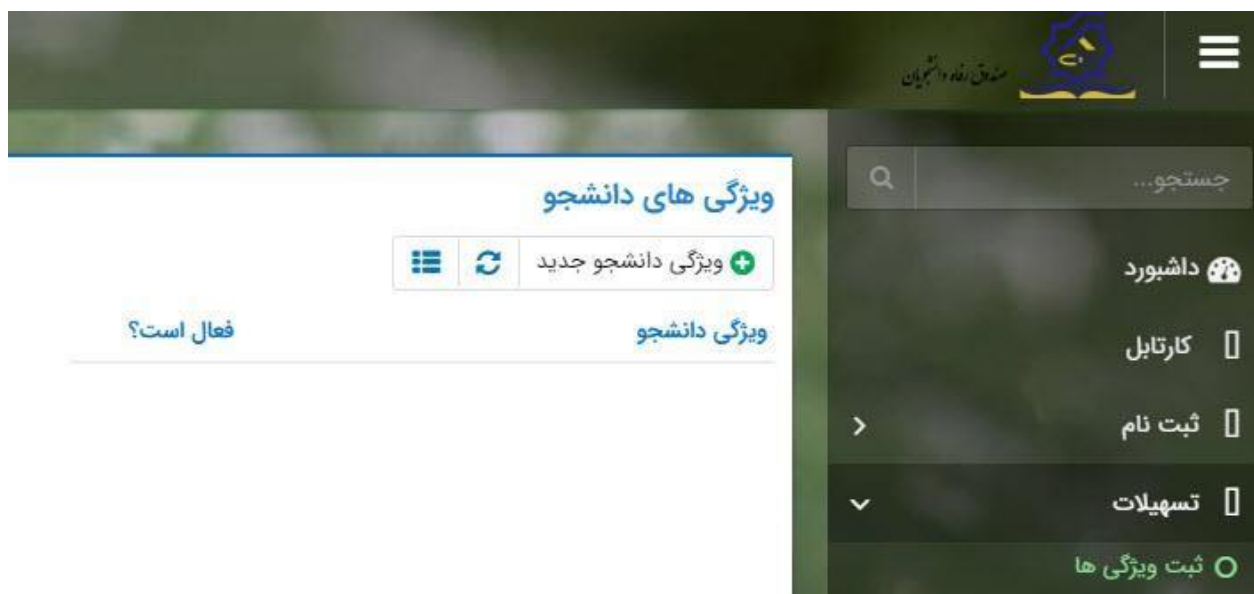 صندوق رفاه دانشجویان
جستجو...
داشبورد
کارتابل
ثبت نام
تسهیلات
ثبت ویژگی ها
ویژگی های دانشجو
ویژگی دانشجو جدید
ویژگی دانشجو فعال است؟